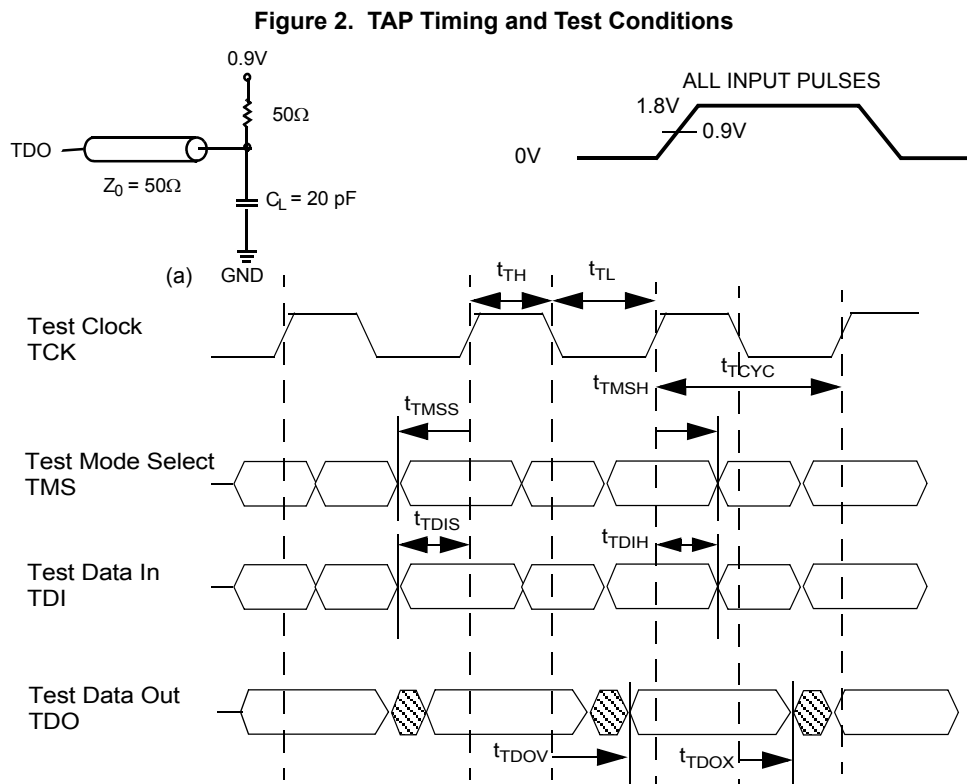 Figure 2. TAP Timing and Test Conditions
0.9V
50Ω
TDO
Z0 = 50Ω
CL = 20 pF
(a)
GND
ALL INPUT PULSES
1.8V
0.9V
0V
tTH
tTL
Test Clock
TCK
tTMSH
tTCYC
tTMSS
Test Mode Select
TMS
tTDIS
tTDIH
Test Data In
TDI
Test Data Out
TDO
tTDOV
tTDOX